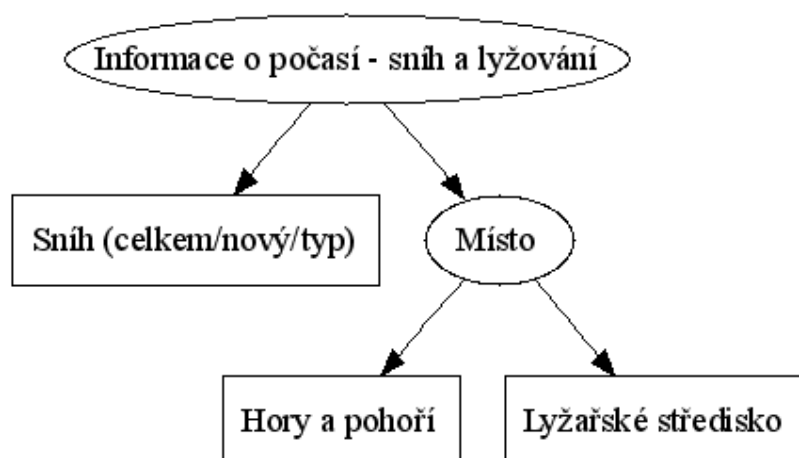 Informace o počasí - sníh a lyžování
Sníh (celkem/nový/typ)
Místo
Hory a pohoří
Lyžařské středisko